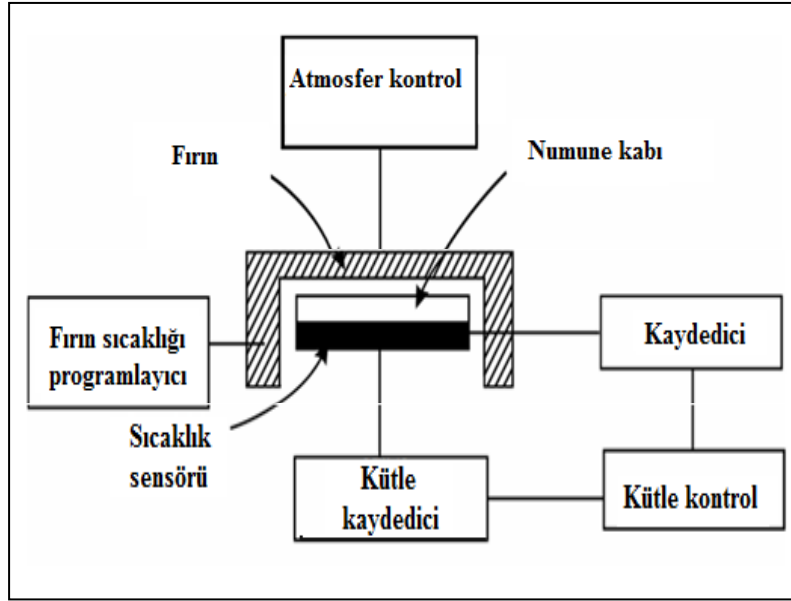 Atmosfer kontrol
Fırın
Numune kabı
Fırın sıcaklığı
programlayıcı
Kaydedici
Sıcaklık
sensörü
Kütle
kaydedici
Kütle kontrol